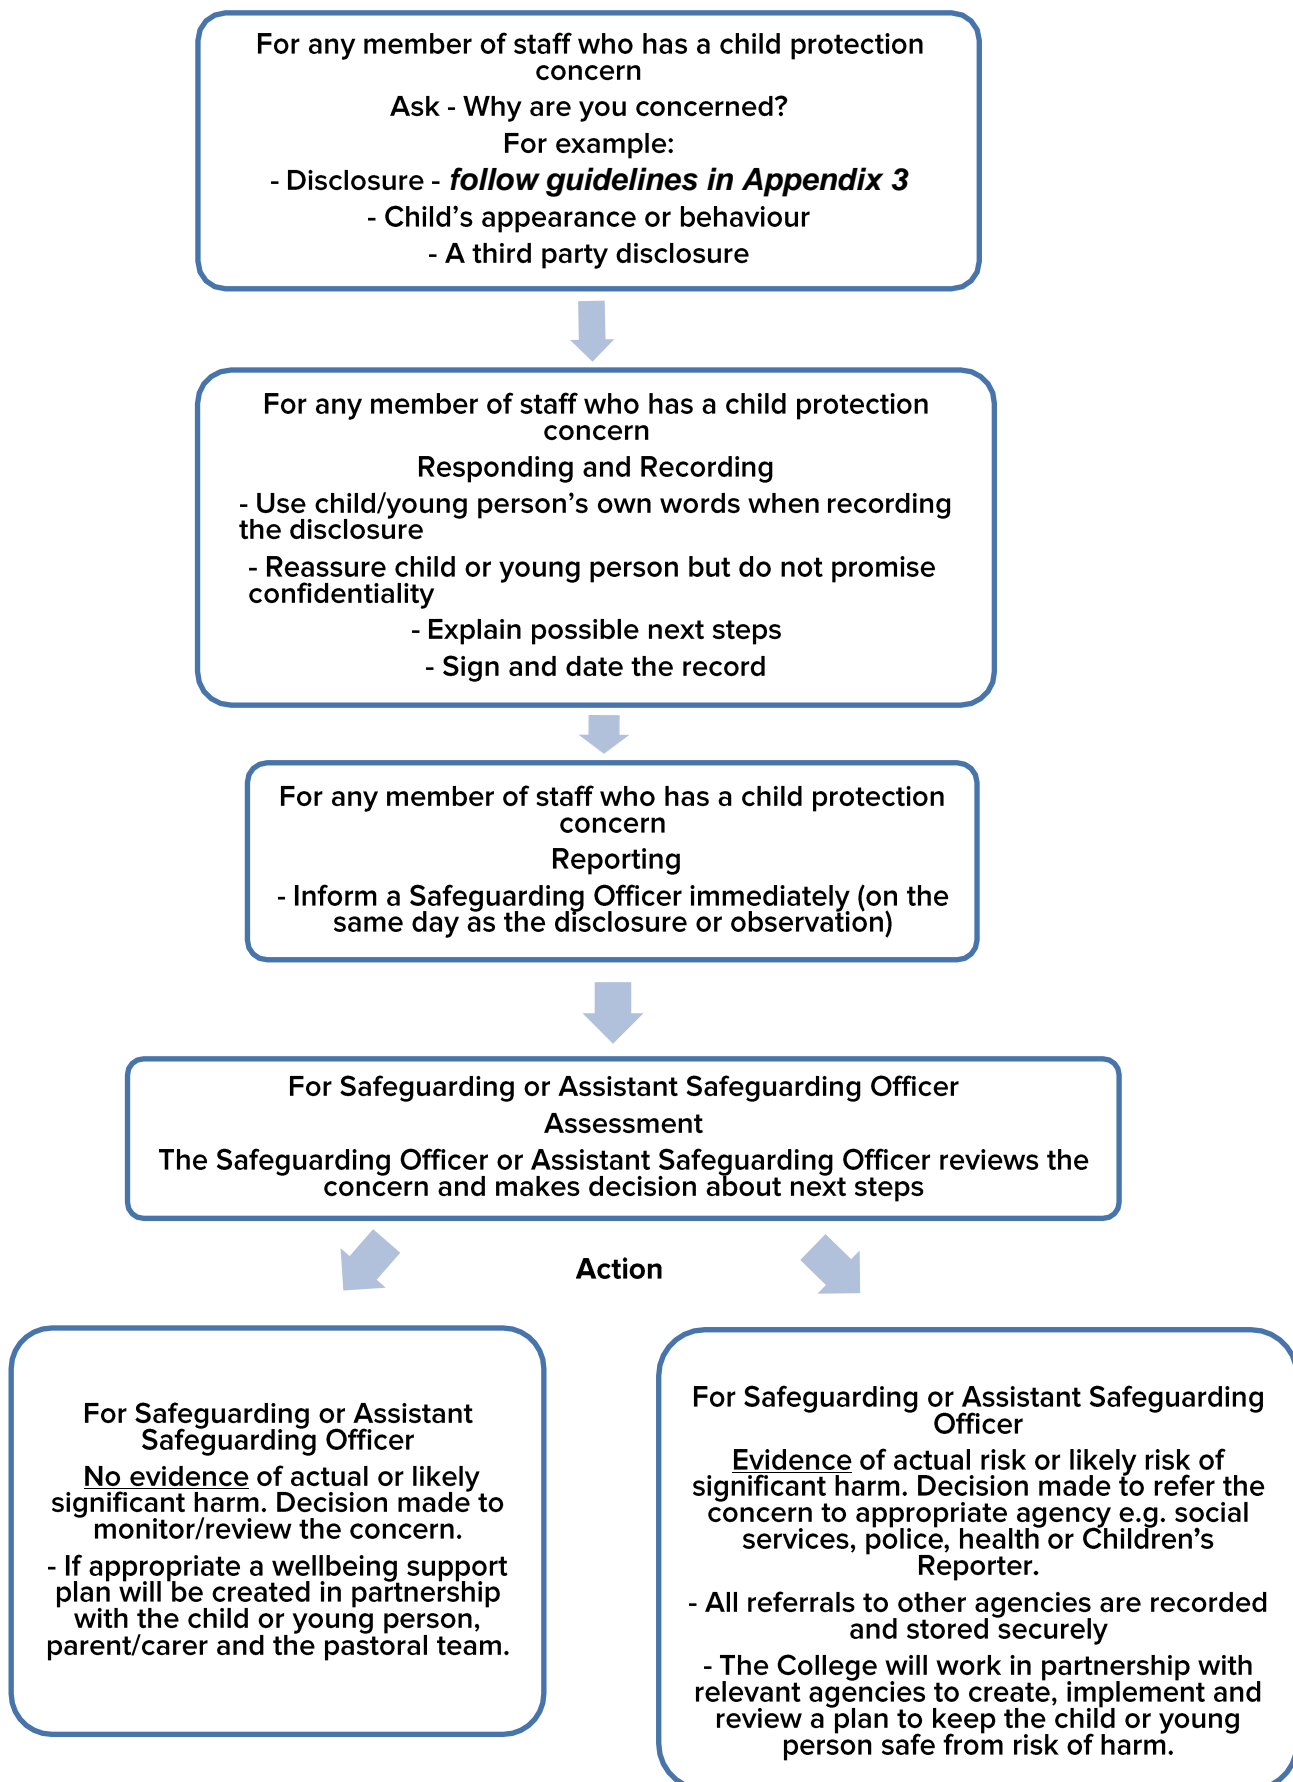 For any member of staff who has a child protection
concern
Ask - Why are you concerned?
For example:
- Disclosure - follow guidelines in Appendix 3
- Child’s appearance or behaviour
- A third party disclosure
For any member of staff who has a child protection
concern
Responding and Recording
- Use child/young person’s own words when recording
the disclosure
- Reassure child or young person but do not promise
confidentiality
- Explain possible next steps
- Sign and date the record
For any member of staff who has a child protection
concern
Reporting
- Inform a Safeguarding Officer immediately (on the
same day as the disclosure or observation)
For Safeguarding or Assistant Safeguarding Officer
Assessment
The Safeguarding Officer or Assistant Safeguarding Officer reviews the
concern and makes decision about next steps
Action
For Safeguarding or Assistant
Safeguarding Officer
No evidence of actual or likely
significant harm. Decision made to
monitor/review the concern.
- If appropriate a wellbeing support
plan will be created in partnership
with the child or young person,
parent/carer and the pastoral team.
For Safeguarding or Assistant Safeguarding
Officer
Evidence of actual risk or likely risk of
significant harm. Decision made to refer the
concern to appropriate agency e.g. social
services, police, health or Children’s
Reporter.
- All referrals to other agencies are recorded
and stored securely
- The College will work in partnership with
relevant agencies to create, implement and
review a plan to keep the child or young
person safe from risk of harm.